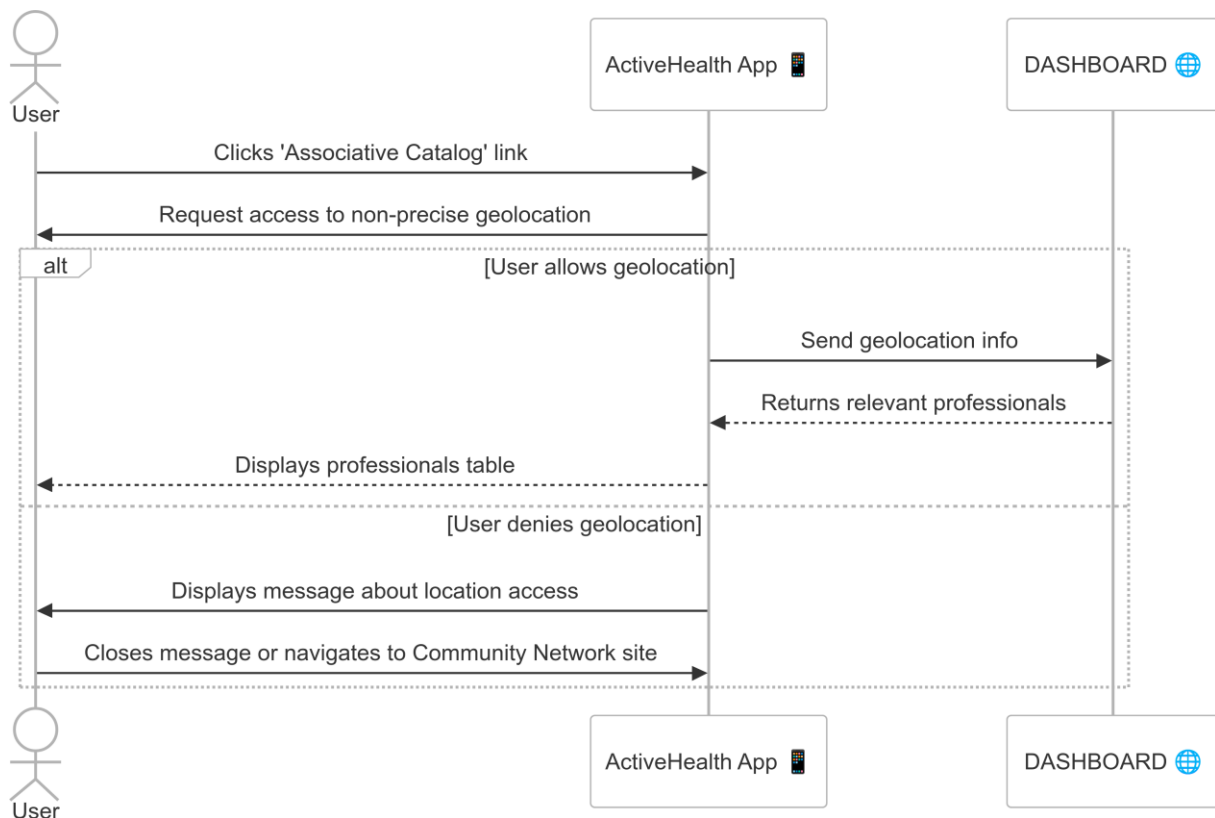 User
ActiveHealth App 📱
DASHBOARD 🌐
Clicks 'Associative Catalog' link
Request access to non-precise geolocation
alt
[User allows geolocation]
Send geolocation info
Returns relevant professionals
Displays professionals table
[User denies geolocation]
Displays message about location access
Closes message or navigates to Community Network site
User
ActiveHealth App 📱
DASHBOARD 🌐